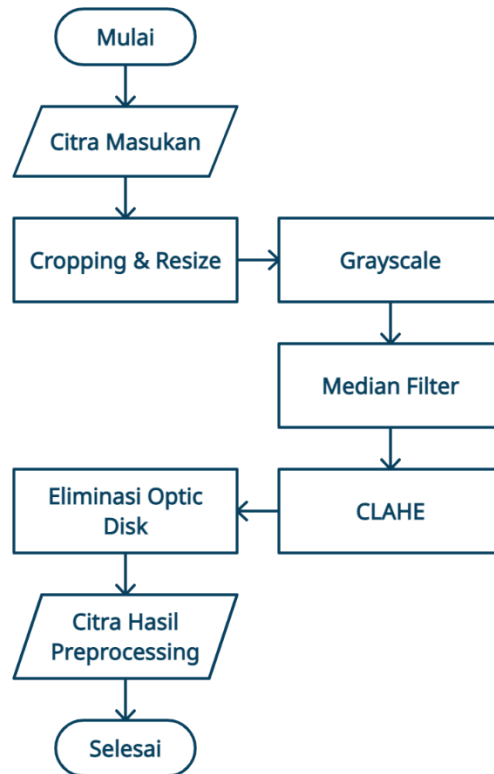 Mulai
Citra Masukan
Cropping & Resize
Grayscale
Median Filter
CLAHE
Eliminasi Optic
Disk
Citra Hasil
Preprocessing
Selesai